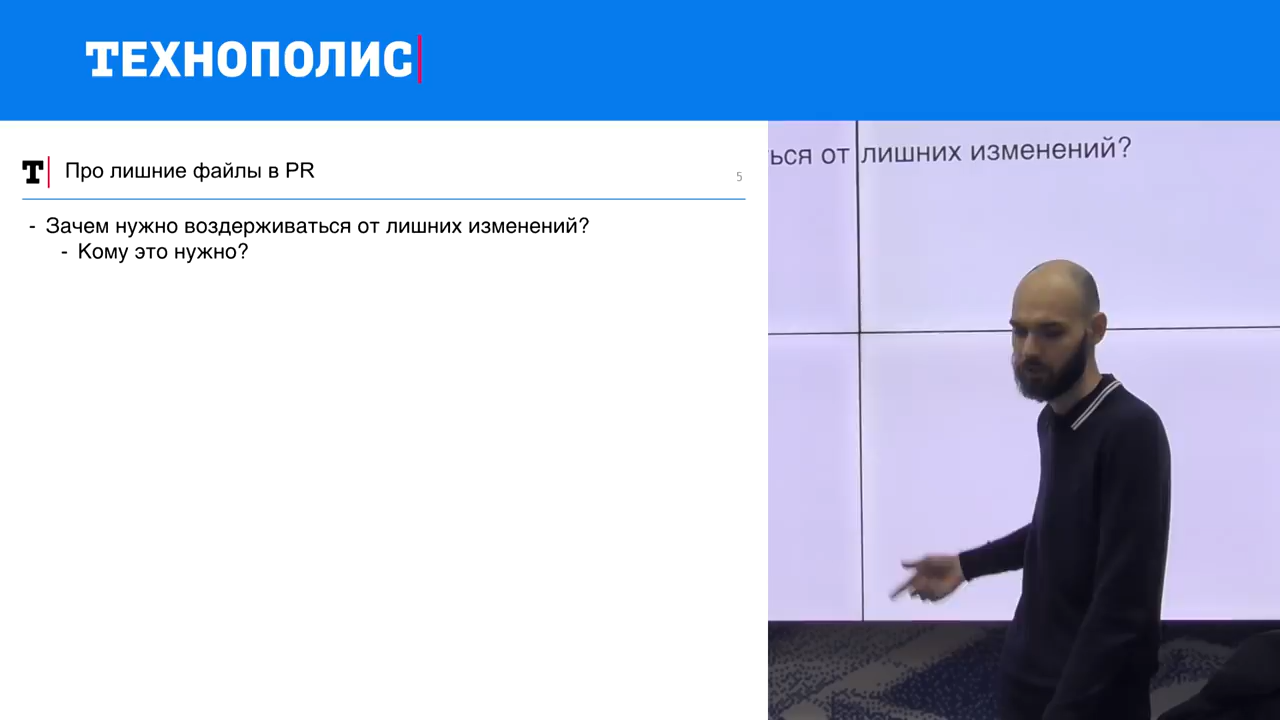 ТЕХНОПОЛИС
Т Про лишние файлы в PR
5
- Зачем нужно воздерживаться от лишних изменений?
- Кому это нужно?
ться от лишних изменений?